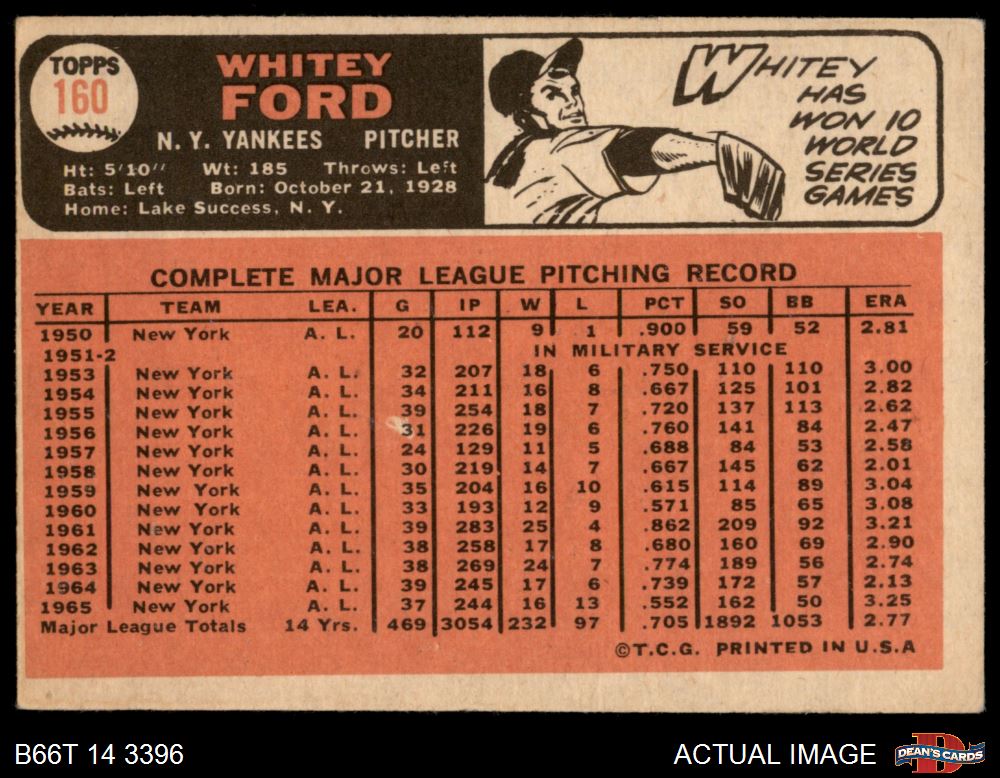 TOPPS
160
WHITEY
FORD
N. Y. YANKEES PITCHER
Ht: 5'10" Wt: 185 Throws: Left
Bats: Left Born: October 21, 1928
Home: Lake Success, N. Y.
WHITEY
HAS
WON 10
WORLD
SERIES
GAMES
COMPLETE MAJOR LEAGUE PITCHING RECORD
YEAR TEAM LEA. G IP W L PCT SO BB ERA
1950 New York A. L. 20 112 9 1 .900 59 52 2.81
1951-2 IN MILITARY SERVICE
1953 New York A. L. 32 207 18 6 .750 110 110 3.00
1954 New York A. L. 34 211 16 8 .667 125 101 2.82
1955 New York A. L. 39 254 18 7 .720 137 113 2.62
1956 New York A. L. 31 226 19 6 .760 141 84 2.47
1957 New York A. L. 24 129 11 5 .688 84 53 2.58
1958 New York A. L. 30 219 14 7 .667 145 62 2.01
1959 New York A. L. 35 204 16 10 .615 114 89 3.04
1960 New York A. L. 33 193 12 9 .571 85 65 3.08
1961 New York A. L. 39 283 25 4 .862 209 92 3.21
1962 New York A. L. 38 258 17 8 .680 160 69 2.90
1963 New York A. L. 38 269 24 7 .774 189 56 2.74
1964 New York A. L. 39 245 17 6 .739 172 57 2.13
1965 New York A. L. 37 244 16 13 .552 162 50 3.25
Major League Totals 14 Yrs. 469 3054 232 97 .705 1892 1053 2.77
©T.C.G. PRINTED IN U.S.A
B66T 14 3396
ACTUAL IMAGE
DEAN'S CARDS